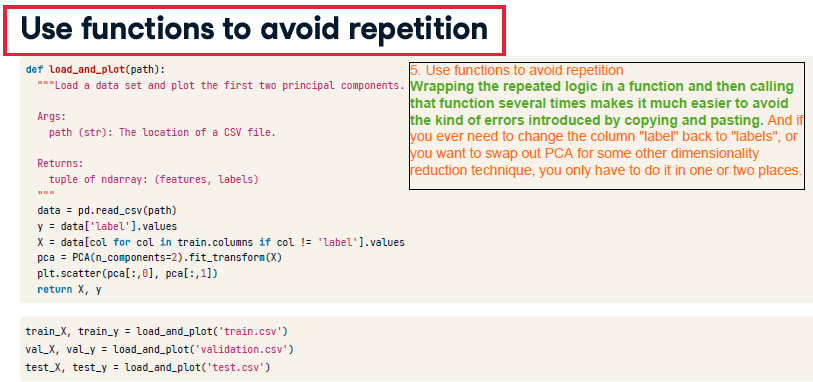 Use functions to avoid repetition
def load_and_plot(path):
"""Load a data set and plot the first two principal components.
Args:
path (str): The location of a CSV file.
Returns:
tuple of ndarray: (features, labels)
"""
data = pd.read_csv(path)
y = data['label'].values
X = data[col for col in train.columns if col != 'label'].values
pca = PCA(n_components=2).fit_transform(X)
plt.scatter(pca[:,0], pca[:,1])
return X, y
5. Use functions to avoid repetition
Wrapping the repeated logic in a function and then calling
that function several times makes it much easier to avoid
the kind of errors introduced by copying and pasting. And if
you ever need to change the column "label" back to "labels", or
you want to swap out PCA for some other dimensionality
reduction technique, you only have to do it in one or two places.
train_X, train_y = load_and_plot('train.csv')
val_X, val_y = load_and_plot('validation.csv')
test_X, test_y = load_and_plot('test.csv')